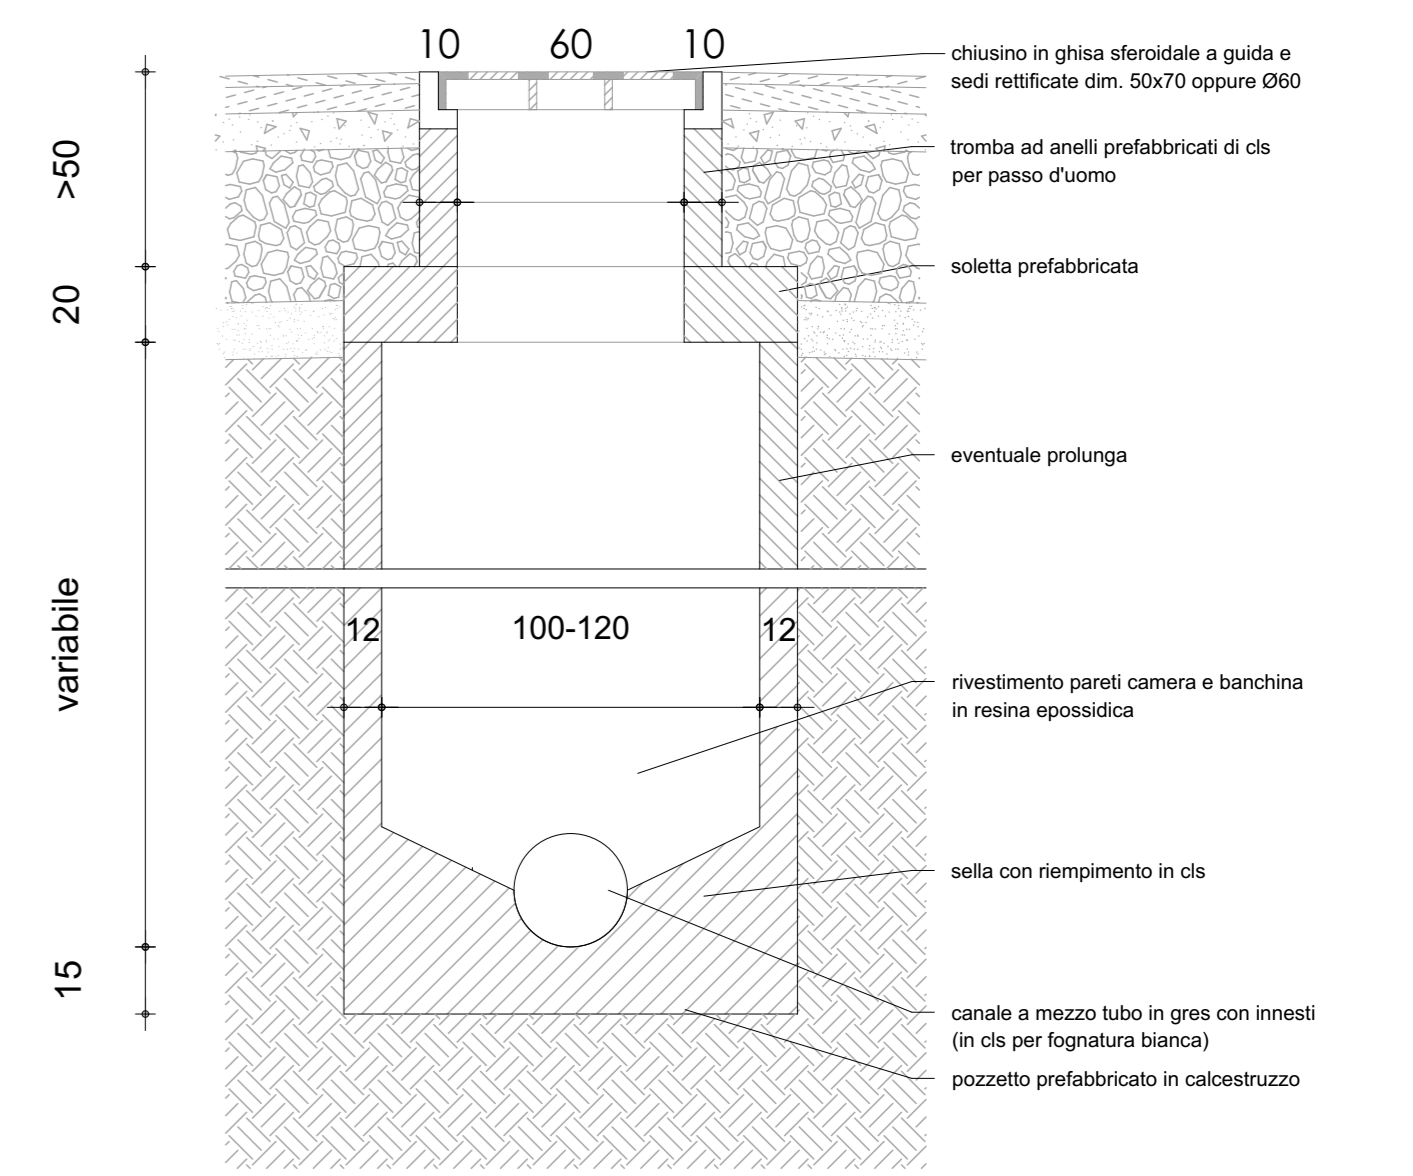 10 60 10
chiusino in ghisa sferoidale a guida e
sedi rettificate dim. 50x70 oppure Ø60
>50
tromba ad anelli prefabbricati di cls
per passo d'uomo
20
soletta prefabbricata
eventuale prolunga
variabile
12 100-120 12
rivestimento pareti camera e banchina
in resina epossidica
sella con riempimento in cls
15
canale a mezzo tubo in gres con innesti
(in cls per fognatura bianca)
pozzetto prefabbricato in calcestruzzo